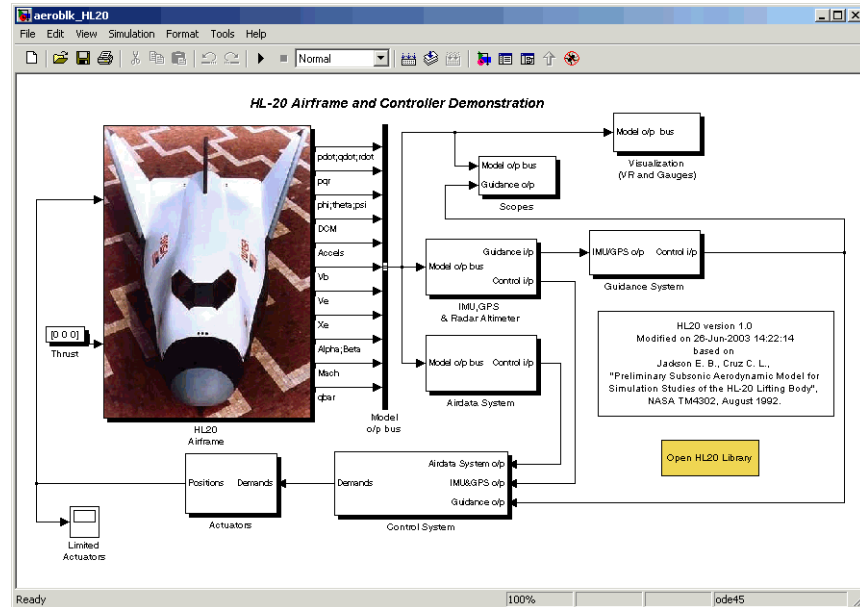 aeroblk_HL20
File Edit View Simulation Format Tools Help
Normal
HL-20 Airframe and Controller Demonstration
pdot;qdot;rdot
pqr
phi;theta;psi
DCM
Accels
Vb
Ve
Xe
Alpha;Beta
Mach
qbar
HL20
Airframe
[0 0 0]
Thrust
Model
o/p bus
Model o/p bus
Visualization
(VR and Gauges)
Model o/p bus
Guidance o/p
Scopes
Guidance i/p
Model o/p bus
Control i/p
IMU,GPS
& Radar Altimeter
IMU/GPS o/p Control i/p
Guidance System
Model o/p bus Control i/p
Airdata System
HL20 version 1.0
Modified on 26-Jun-2003 14:22:14
based on
Jackson E. B., Cruz C. L.,
"Preliminary Subsonic Aerodynamic Model for
Simulation Studies of the HL-20 Lifting Body",
NASA TM4302, August 1992.
Open HL20 Library
Positions Demands
Actuators
Airdata System o/p
Demands IMU&GPS o/p
Guidance o/p
Control System
Limited
Actuators
Ready 100% ode45